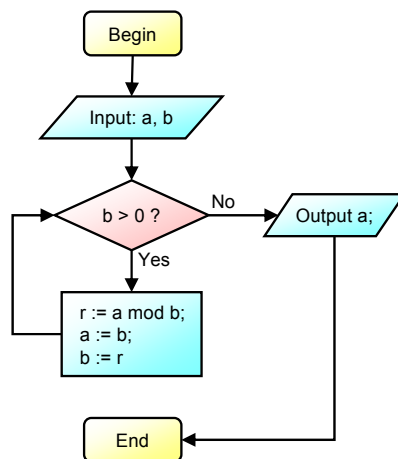 Begin
Input: a, b
b > 0 ?
No
Output a;
Yes
r := a mod b;
a := b;
b := r
End